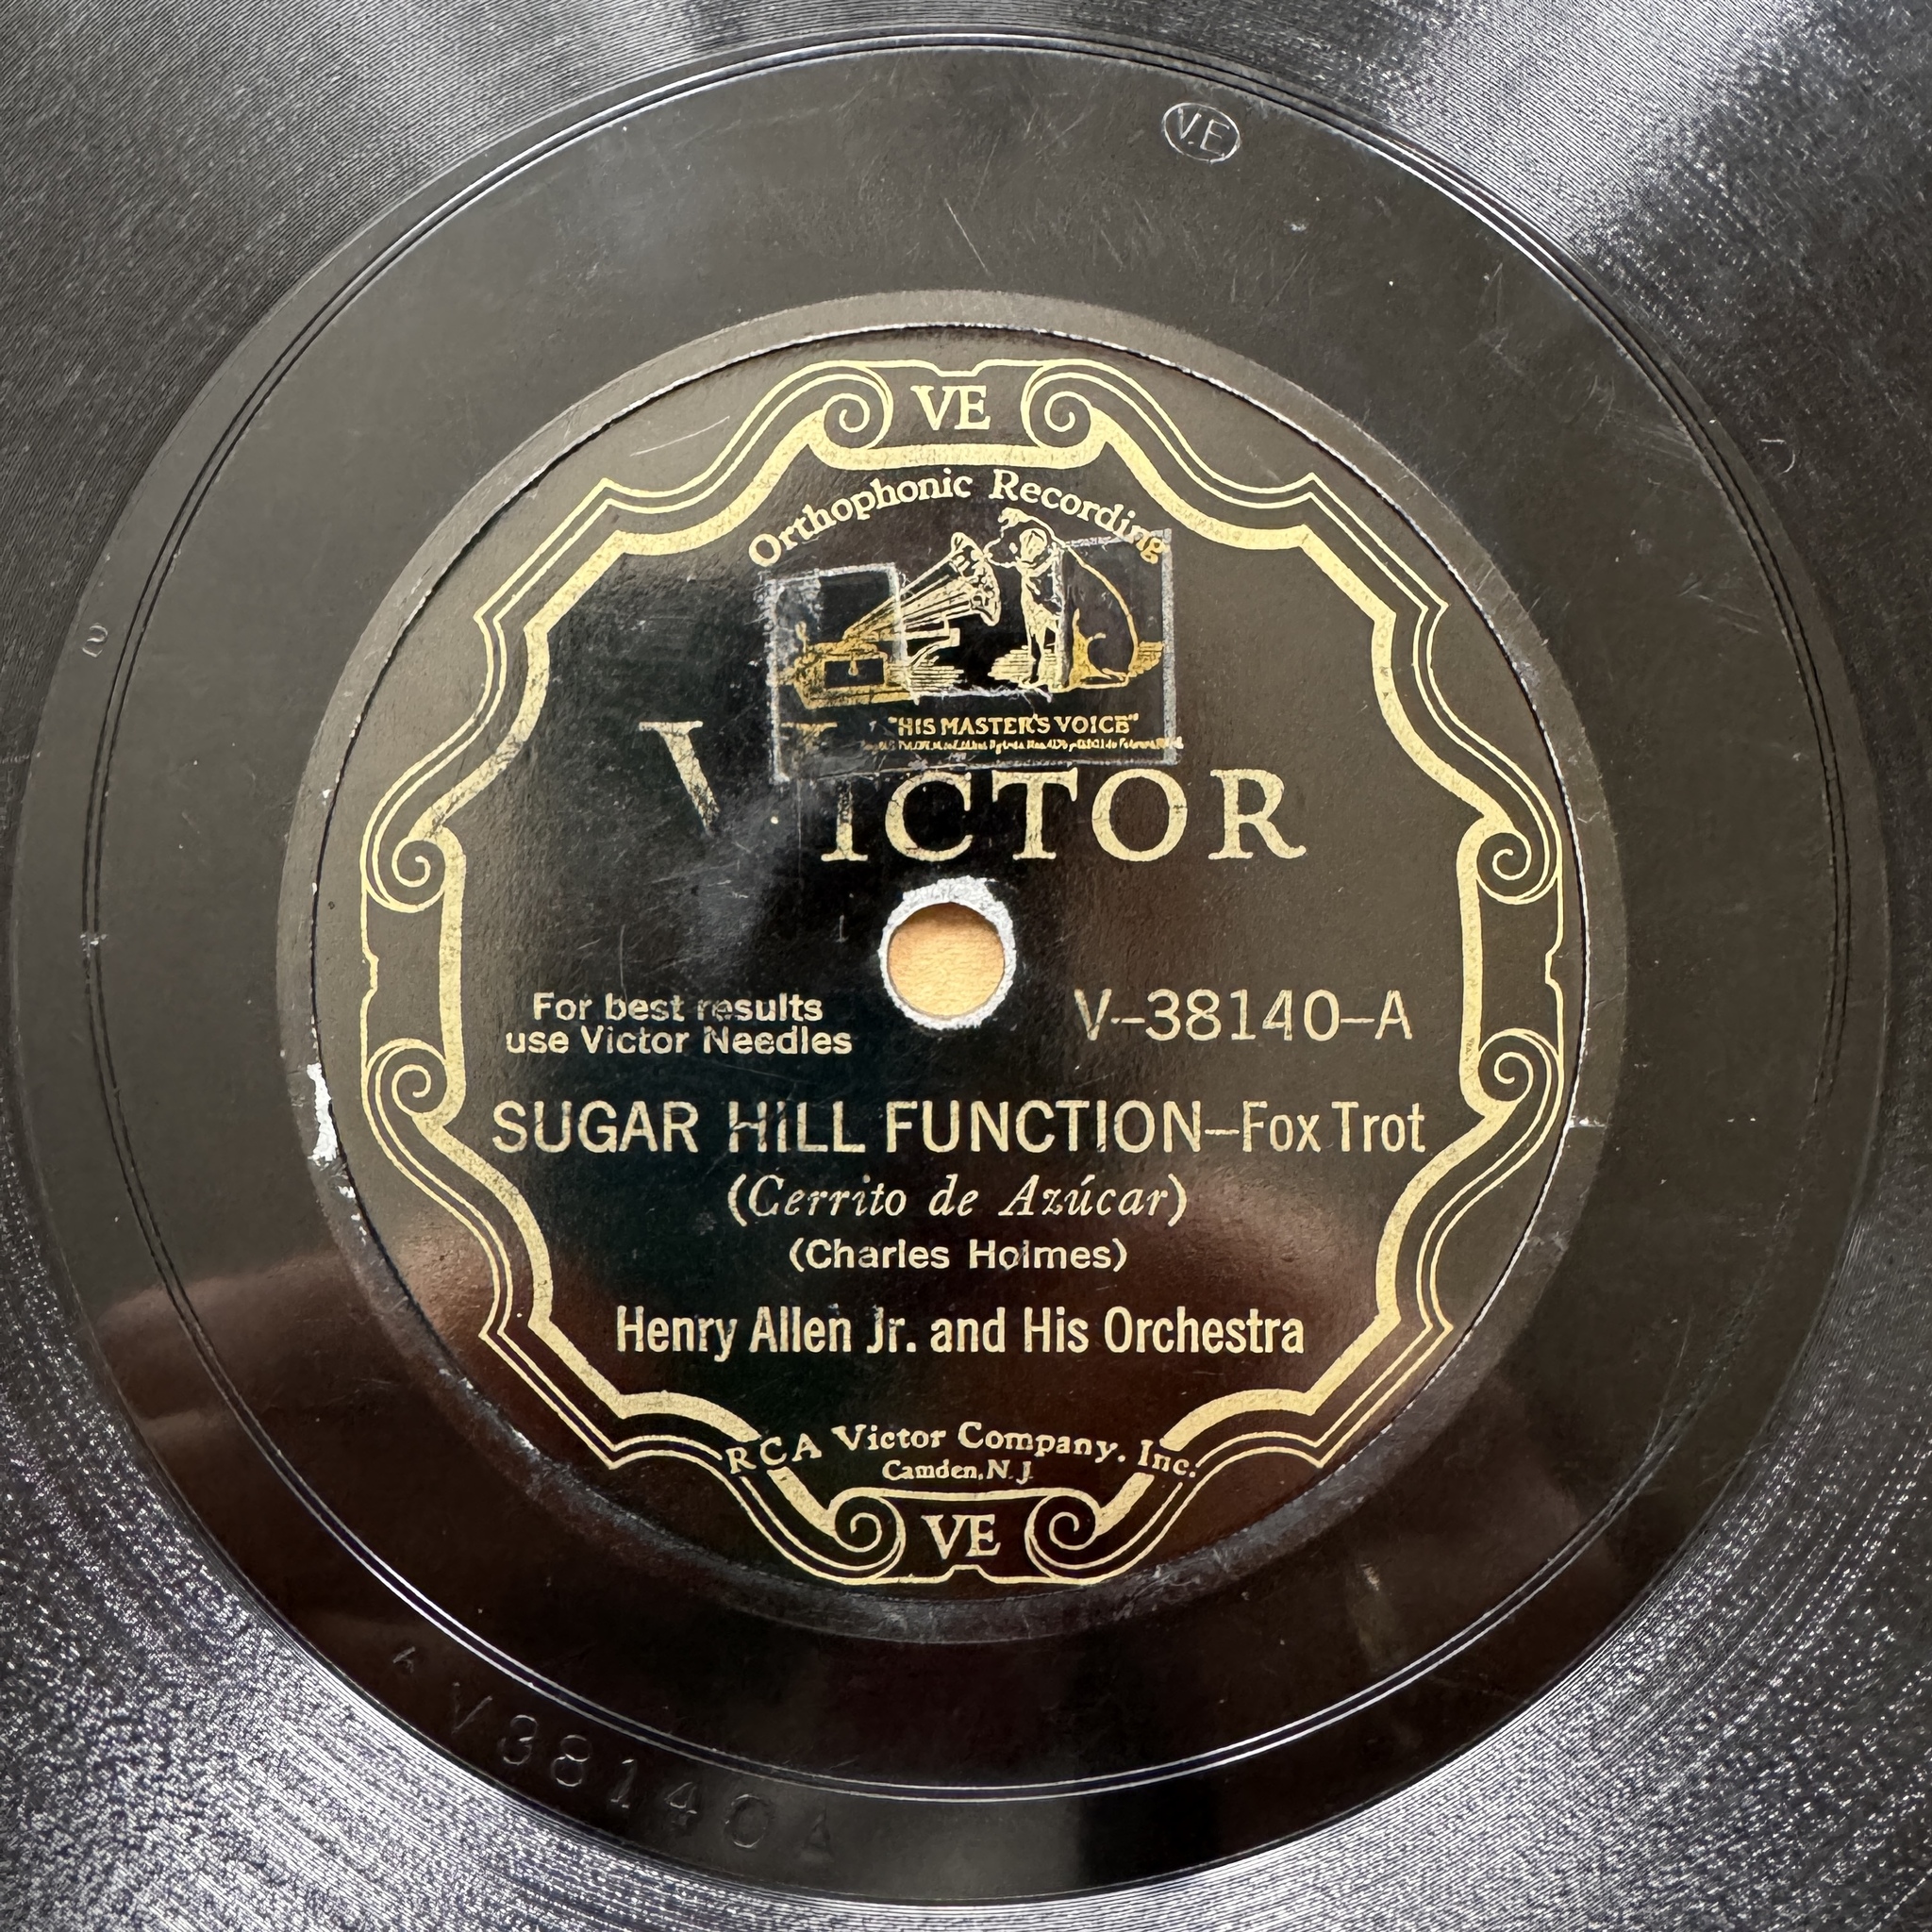 V.E.
VE
Orthophonic Recording
"HIS MASTER'S VOICE"
VICTOR
For best results
use Victor Needles
V-38140-A
SUGAR HILL FUNCTION-Fox Trot
(Cerrito de Azúcar)
(Charles Holmes)
Henry Allen Jr. and His Orchestra
RCA Victor Company, Inc.
Camden, N.J.
VE
V38140A